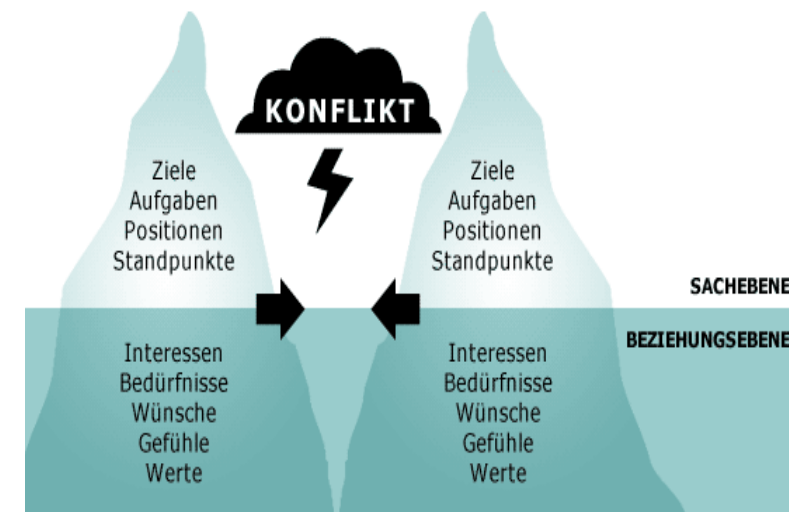 KONFLIKT
Ziele
Aufgaben
Positionen
Standpunkte
Ziele
Aufgaben
Positionen
Standpunkte
SACHEBENE
BEZIEHUNGSEBENE
Interessen
Bedürfnisse
Wünsche
Gefühle
Werte
Interessen
Bedürfnisse
Wünsche
Gefühle
Werte